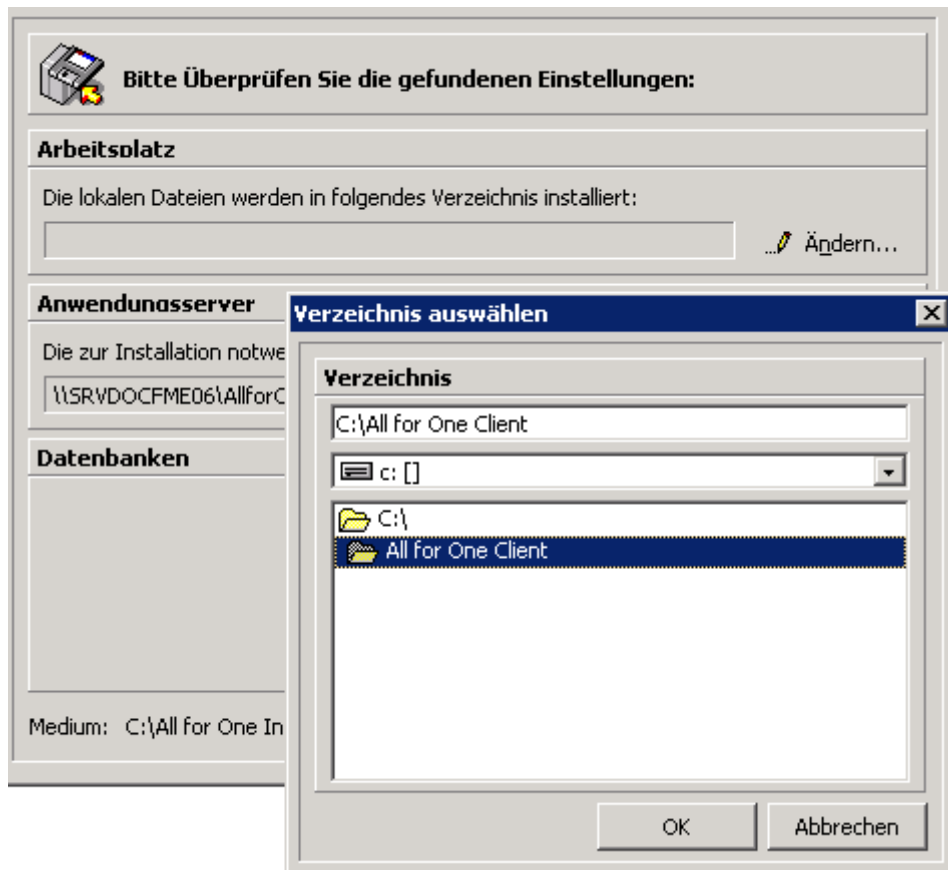 Bitte Überprüfen Sie die gefundenen Einstellungen:
Arbeitsplatz
Die lokalen Dateien werden in folgendes Verzeichnis installiert:
Ändern...
Anwendungsserver
Die zur Installation notwe
\\SRVDOCFME06\AllforC
Datenbanken
Medium: C:\All for One In
Verzeichnis auswählen
Verzeichnis
C:\All for One Client
c: []
C:\
All for One Client
OK
Abbrechen